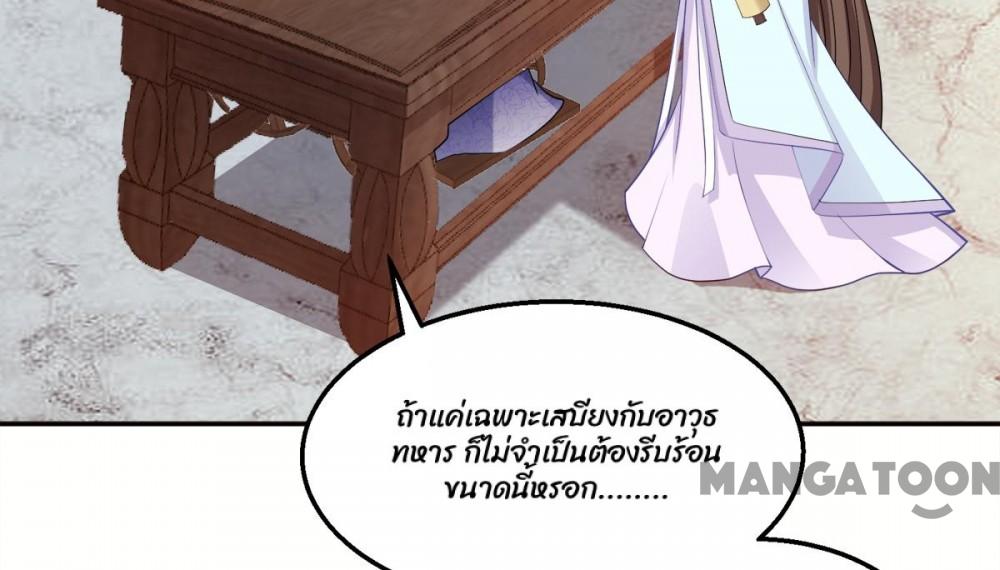 ถ้าแค่เฉพาะเสบียงกับอาวุธ
ทหาร ก็ไม่จำเป็นต้องรีบร้อน
ขนาดนี้หรอก........
MANGATOON